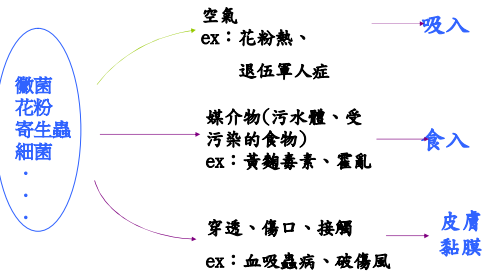 黴菌
花粉
寄生蟲
細菌
.
.
.
空氣
ex：花粉熱、
退伍軍人症
吸入
媒介物(污水體、受
污染的食物)
ex：黃麴毒素、霍亂
食入
穿透、傷口、接觸
ex：血吸蟲病、破傷風
皮膚
黏膜